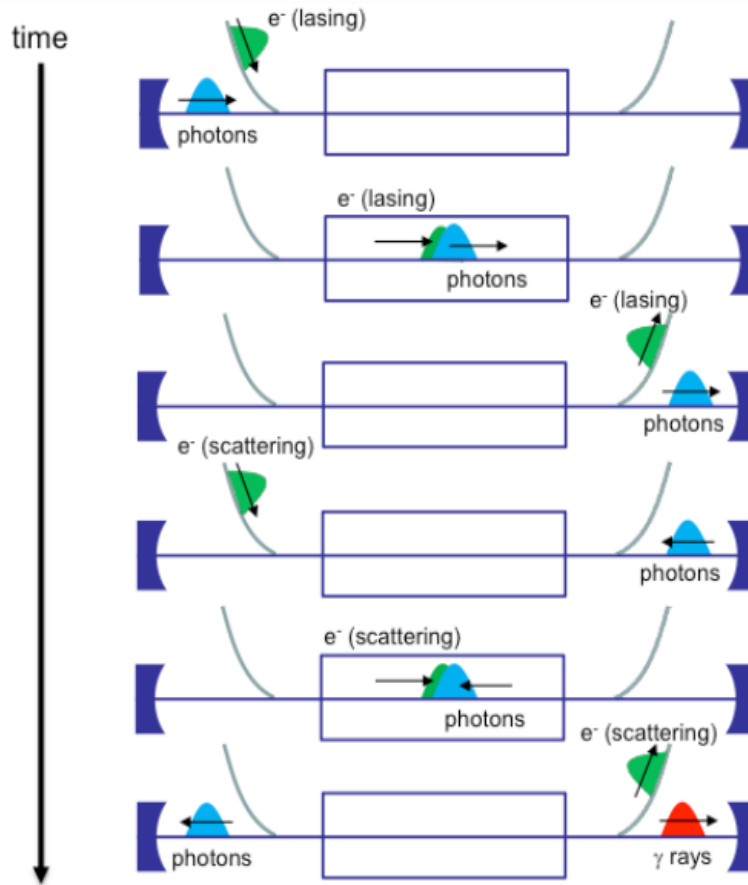 time
e⁻ (lasing)
photons
e⁻ (lasing)
photons
e⁻ (lasing)
photons
e⁻ (scattering)
photons
e⁻ (scattering)
photons
e⁻ (scattering)
photons
γ rays